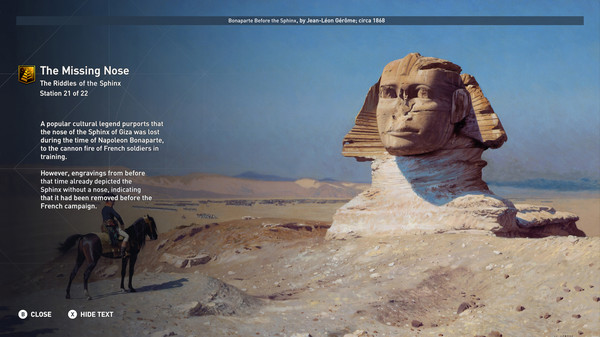 Bonaparte Before the Sphinx, by Jean-Léon Gérôme; circa 1868
The Missing Nose
The Riddles of the Sphinx
Station 21 of 22
A popular cultural legend purports that
the nose of the Sphinx of Giza was lost
during the time of Napoleon Bonaparte,
to the cannon fire of French soldiers in
training.
However, engravings from before
that time already depicted the
Sphinx without a nose, indicating
that it had been removed before the
French campaign.
B CLOSE
X HIDE TEXT